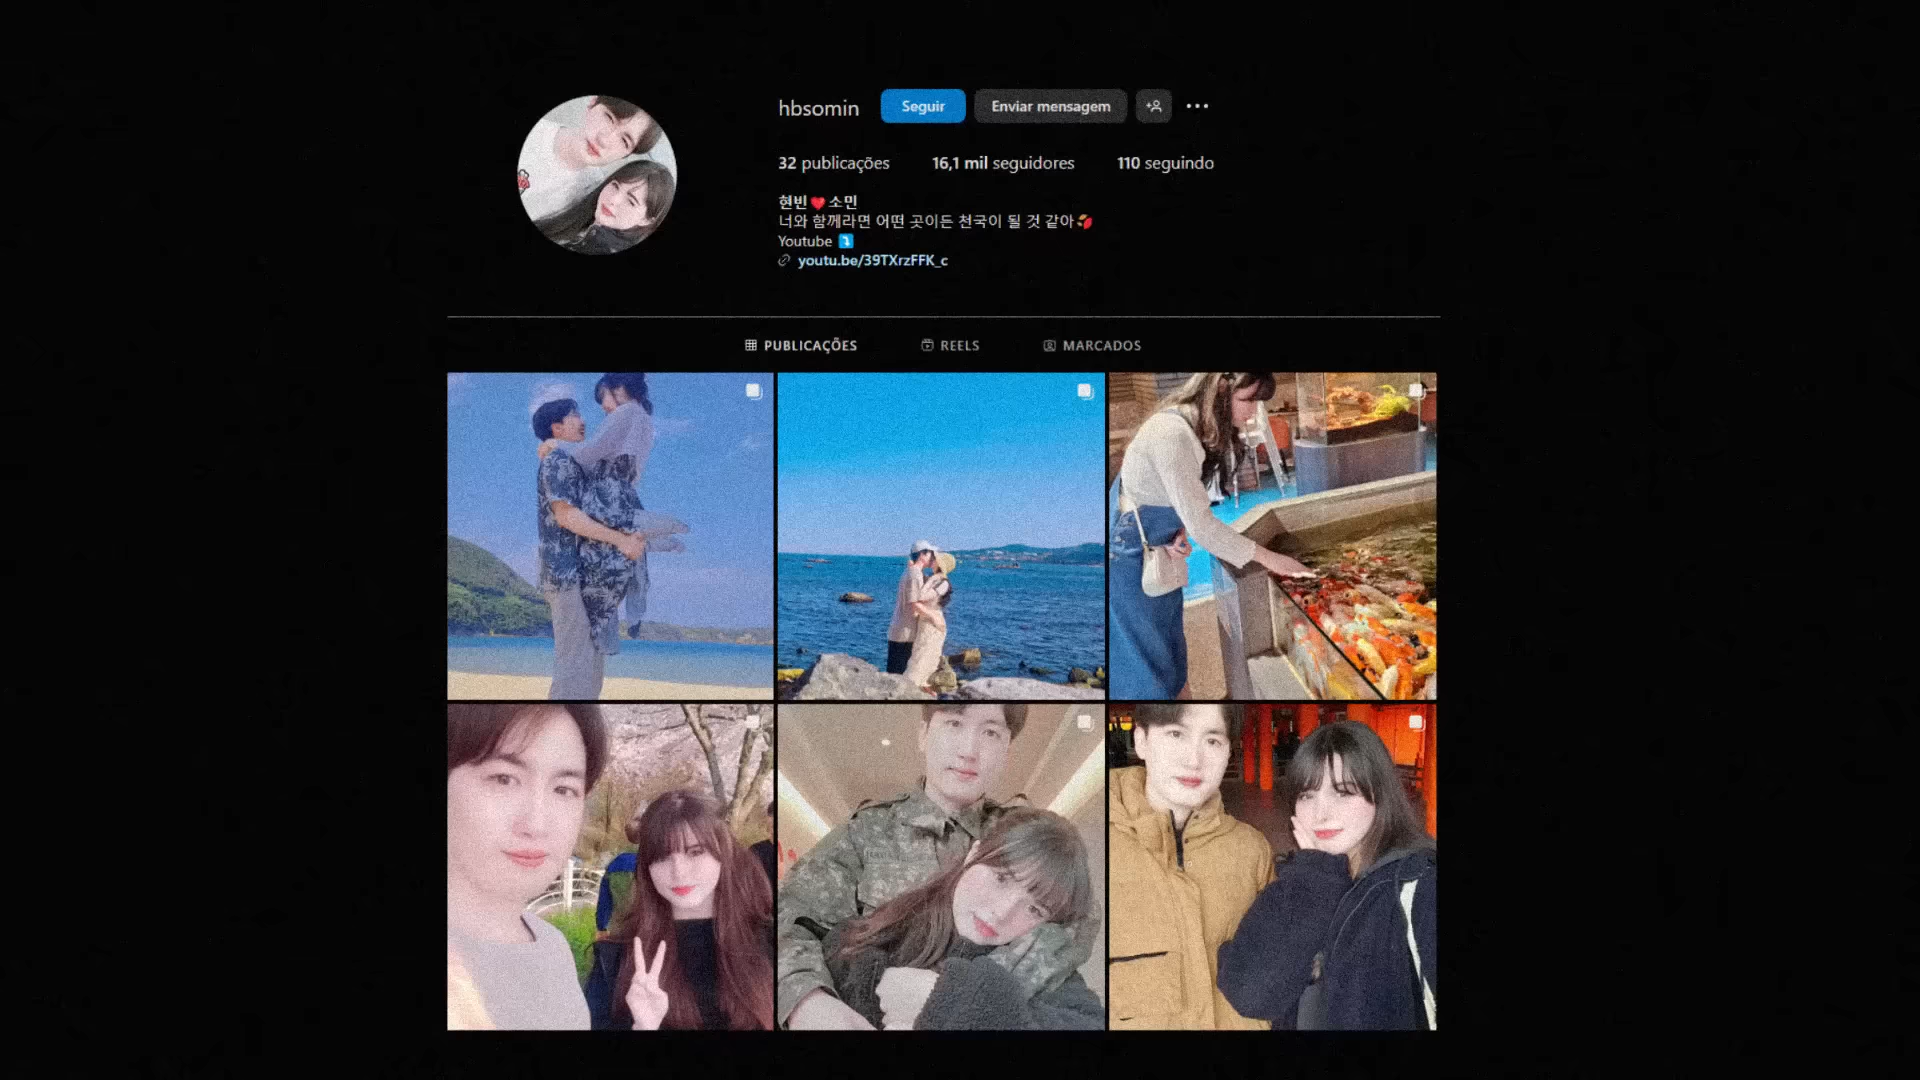 hbsomin Seguir Enviar mensagem
32 publicações 16,1 mil seguidores 110 seguindo
현빈❤️소민
너와 함께라면 어떤 곳이든 천국이 될 것 같아🍂
Youtube ⤵️
youtu.be/39TXrzFFK_c
PUBLICAÇÕES REELS MARCADOS